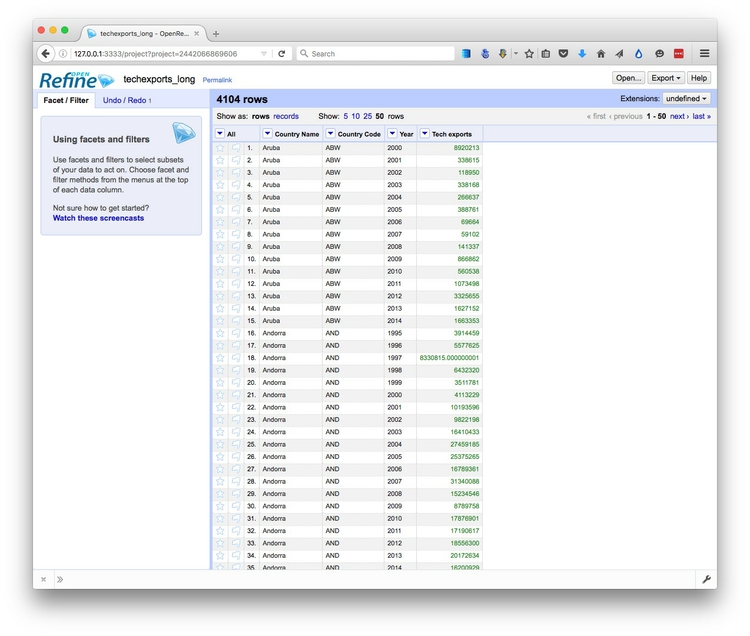 techexports_long - OpenRe...
127.0.0.1:3333/project?project=2442066869606 Search
OPEN Refine techexports_long Permalink Open... Export Help
Facet / Filter Undo / Redo 1 4104 rows Extensions: undefined
Show as: rows records Show: 5 10 25 50 rows « first ‹ previous 1 - 50 next › last »
All Country Name Country Code Year Tech exports
Using facets and filters
Use facets and filters to select subsets
of your data to act on. Choose facet and
filter methods from the menus at the top
of each data column.
Not sure how to get started?
Watch these screencasts
1. Aruba ABW 2000 8920213
2. Aruba ABW 2001 338615
3. Aruba ABW 2002 118950
4. Aruba ABW 2003 338168
5. Aruba ABW 2004 266637
6. Aruba ABW 2005 388761
7. Aruba ABW 2006 69664
8. Aruba ABW 2007 59102
9. Aruba ABW 2008 141337
10. Aruba ABW 2009 866862
11. Aruba ABW 2010 560538
12. Aruba ABW 2011 1073498
13. Aruba ABW 2012 3325655
14. Aruba ABW 2013 1627152
15. Aruba ABW 2014 1663353
16. Andorra AND 1995 3914459
17. Andorra AND 1996 5577625
18. Andorra AND 1997 8330815.000000001
19. Andorra AND 1998 6432320
20. Andorra AND 1999 3511781
21. Andorra AND 2000 4113229
22. Andorra AND 2001 10193596
23. Andorra AND 2002 9822198
24. Andorra AND 2003 16410433
25. Andorra AND 2004 27459185
26. Andorra AND 2005 25375265
27. Andorra AND 2006 16789361
28. Andorra AND 2007 31340088
29. Andorra AND 2008 15234546
30. Andorra AND 2009 8789758
31. Andorra AND 2010 17876901
32. Andorra AND 2011 17190617
33. Andorra AND 2012 18556300
34. Andorra AND 2013 20172634
35. Andorra AND 2014 16200929